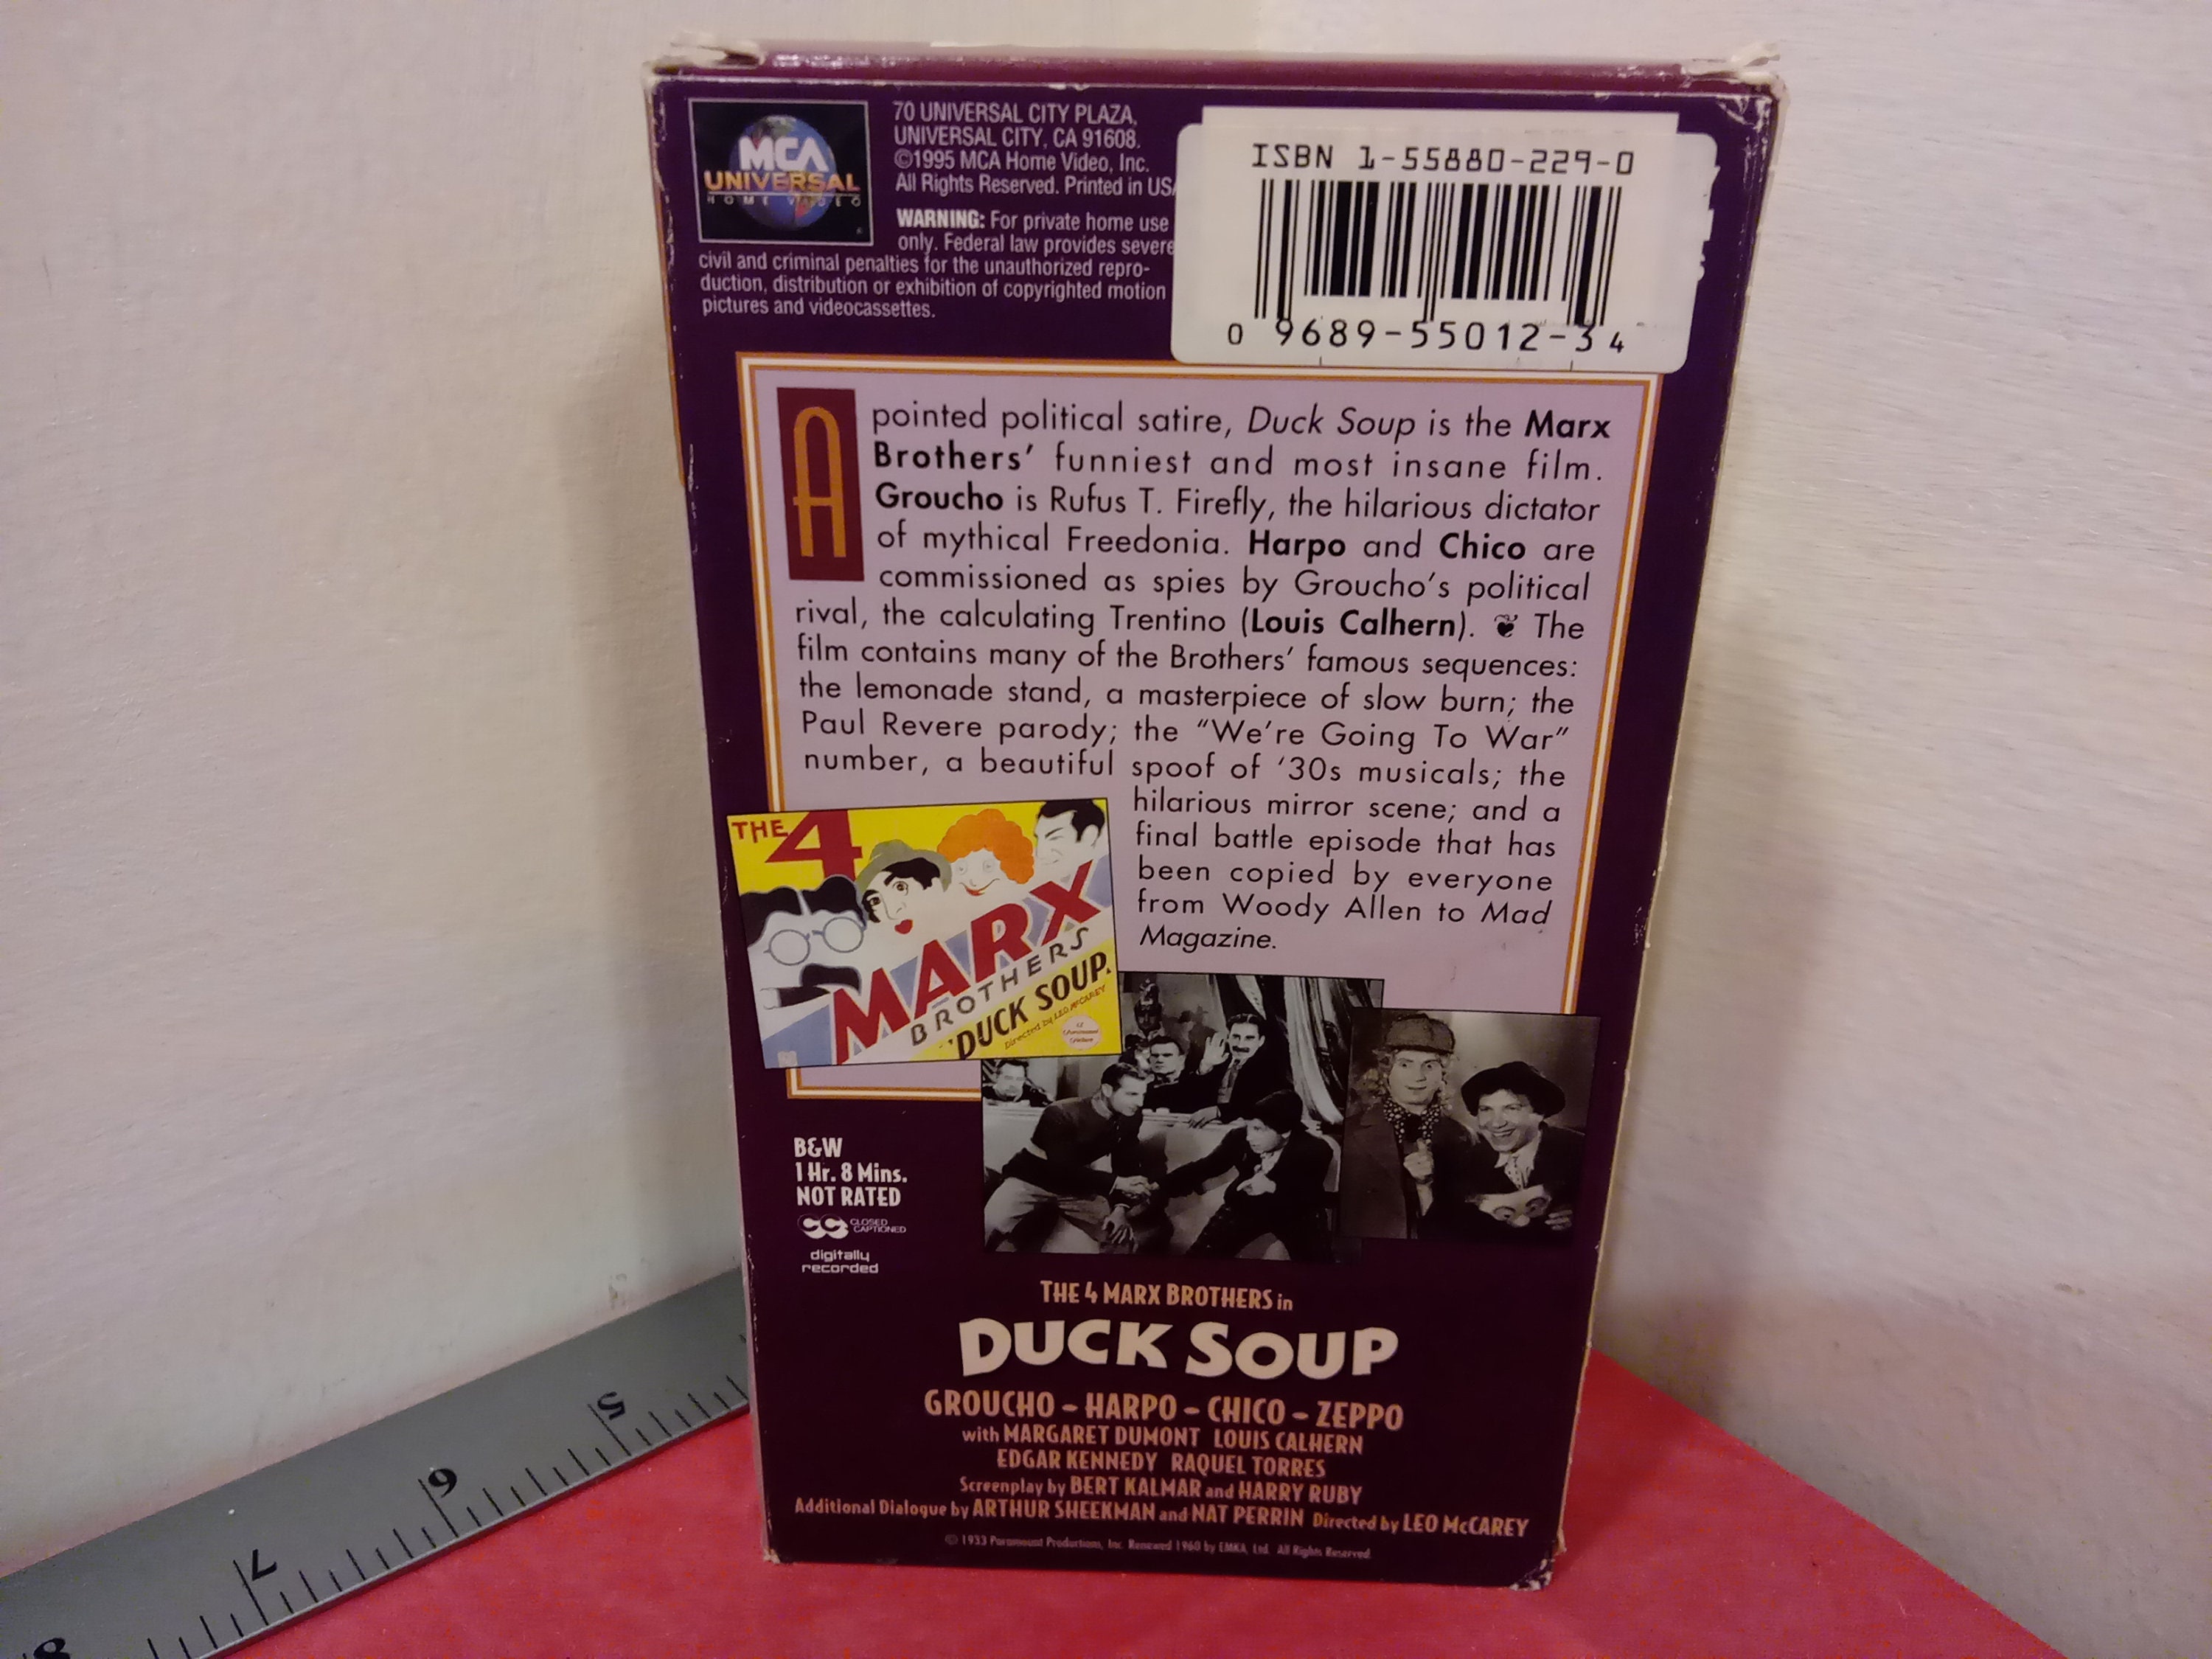 MCA
UNIVERSAL
HOME VIDEO
70 UNIVERSAL CITY PLAZA,
UNIVERSAL CITY, CA 91608.
©1995 MCA Home Video, Inc.
All Rights Reserved. Printed in US
WARNING: For private home use
only. Federal law provides severe
civil and criminal penalties for the unauthorized repro-
duction, distribution or exhibition of copyrighted motion
pictures and videocassettes.
ISBN 1-55880-229-0
0 9689-55012-3 4
A pointed political satire, Duck Soup is the Marx
Brothers' funniest and most insane film.
Groucho is Rufus T. Firefly, the hilarious dictator
of mythical Freedonia. Harpo and Chico are
commissioned as spies by Groucho's political
rival, the calculating Trentino (Louis Calhern). ❦ The
film contains many of the Brothers' famous sequences:
the lemonade stand, a masterpiece of slow burn; the
Paul Revere parody; the "We're Going To War"
number, a beautiful spoof of '30s musicals; the
hilarious mirror scene; and a
final battle episode that has
been copied by everyone
from Woody Allen to Mad
Magazine.
THE 4
MARX
BROTHERS
"DUCK SOUP"
Directed by LEO McCAREY
B&W
1 Hr. 8 Mins.
NOT RATED
CC CLOSED CAPTIONED
digitally
recorded
THE 4 MARX BROTHERS in
DUCK SOUP
GROUCHO – HARPO – CHICO – ZEPPO
with MARGARET DUMONT LOUIS CALHERN
EDGAR KENNEDY RAQUEL TORRES
Screenplay by BERT KALMAR and HARRY RUBY
Additional Dialogue by ARTHUR SHEEKMAN and NAT PERRIN Directed by LEO McCAREY
© 1933 Paramount Productions, Inc. Renewed 1960 by EMKA, Ltd. All Rights Reserved.
5
6
7
8